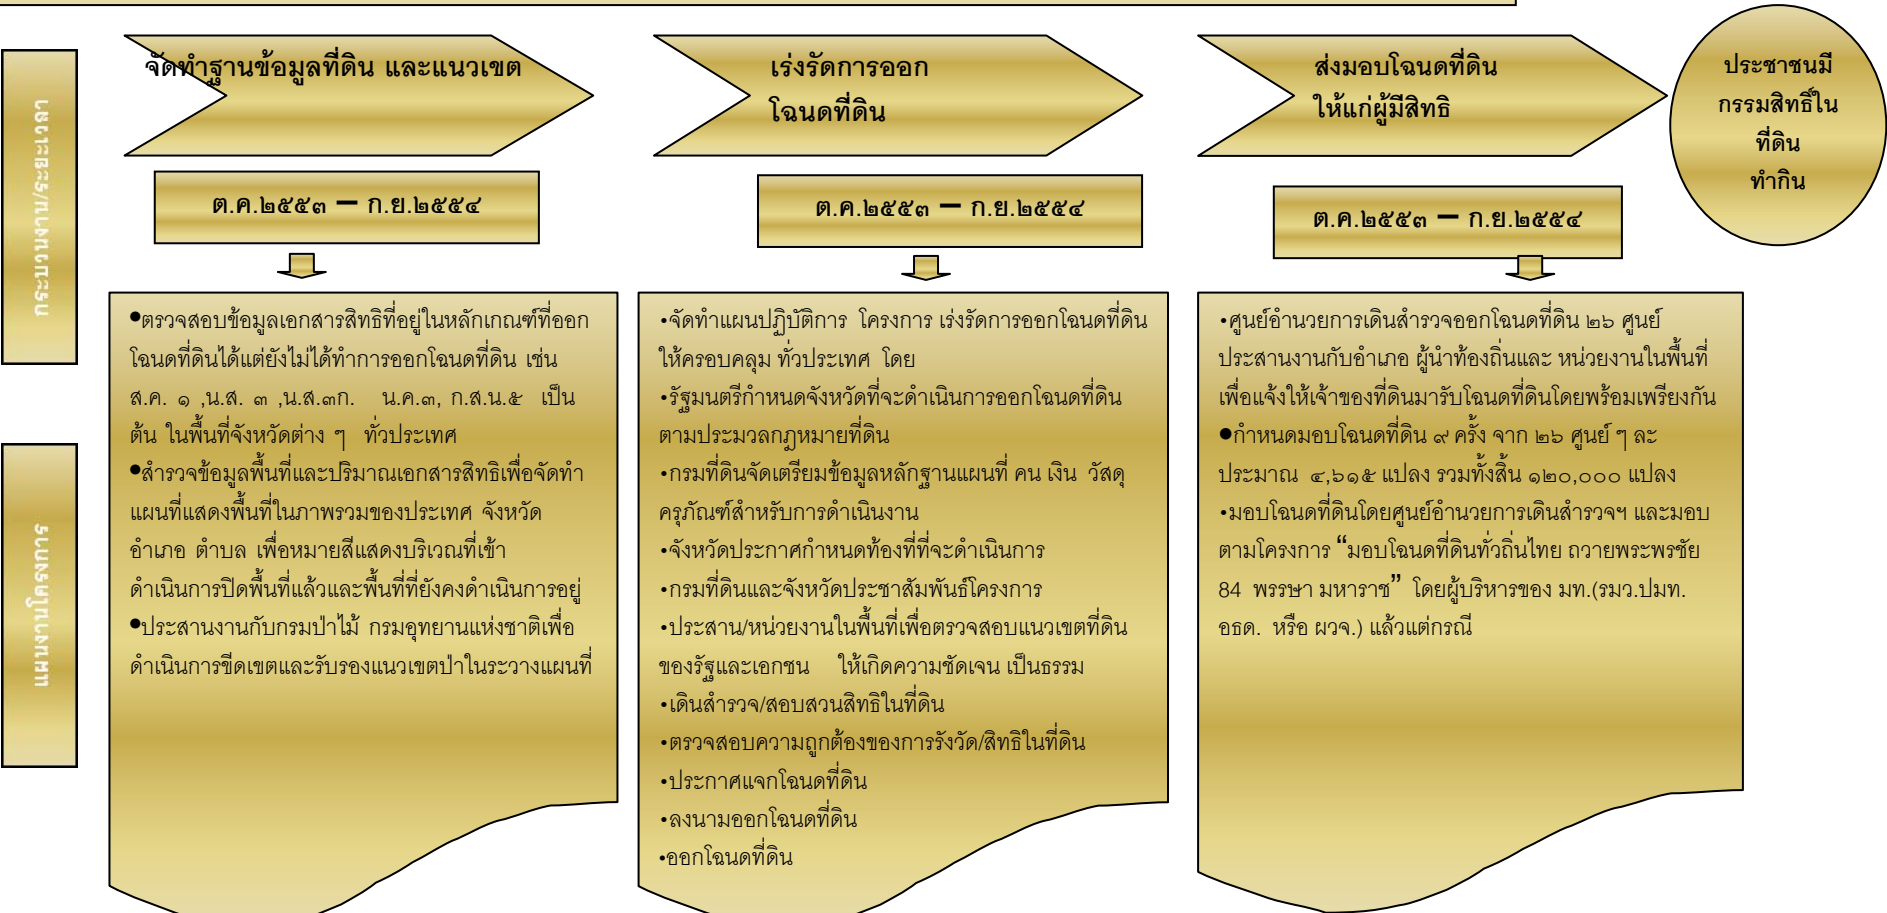 กระบวนงาน/ระยะเวลา
จัดทำฐานข้อมูลที่ดิน และแนวเขต
ต.ค.๒๕๕๓ – ก.ย.๒๕๕๔
เร่งรัดการออก
โฉนดที่ดิน
ต.ค.๒๕๕๓ – ก.ย.๒๕๕๔
ส่งมอบโฉนดที่ดิน
ให้แก่ผู้มีสิทธิ
ต.ค.๒๕๕๓ – ก.ย.๒๕๕๔
ประชาชนมี
กรรมสิทธิ์ใน
ที่ดิน
ทำกิน
แผนงานโครงการ
•ตรวจสอบข้อมูลเอกสารสิทธิที่อยู่ในหลักเกณฑ์ที่ออก
โฉนดที่ดินได้แต่ยังไม่ได้ทำการออกโฉนดที่ดิน เช่น
ส.ค. ๑ ,น.ส. ๓ ,น.ส.๓ก. น.ค.๓, ก.ส.น.๕ เป็น
ต้น ในพื้นที่จังหวัดต่าง ๆ ทั่วประเทศ
•สำรวจข้อมูลพื้นที่และปริมาณเอกสารสิทธิเพื่อจัดทำ
แผนที่แสดงพื้นที่ในภาพรวมของประเทศ จังหวัด
อำเภอ ตำบล เพื่อหมายสีแสดงบริเวณที่เข้า
ดำเนินการปิดพื้นที่แล้วและพื้นที่ที่ยังคงดำเนินการอยู่
•ประสานงานกับกรมป่าไม้ กรมอุทยานแห่งชาติเพื่อ
ดำเนินการขีดเขตและรับรองแนวเขตป่าในระวางแผนที่
•จัดทำแผนปฏิบัติการ โครงการ เร่งรัดการออกโฉนดที่ดิน
ให้ครอบคลุม ทั่วประเทศ โดย
•รัฐมนตรีกำหนดจังหวัดที่จะดำเนินการออกโฉนดที่ดิน
ตามประมวลกฎหมายที่ดิน
•กรมที่ดินจัดเตรียมข้อมูลหลักฐานแผนที่ คน เงิน วัสดุ
ครุภัณฑ์สำหรับการดำเนินงาน
•จังหวัดประกาศกำหนดท้องที่ที่จะดำเนินการ
•กรมที่ดินและจังหวัดประชาสัมพันธ์โครงการ
•ประสาน/หน่วยงานในพื้นที่เพื่อตรวจสอบแนวเขตที่ดิน
ของรัฐและเอกชน ให้เกิดความชัดเจน เป็นธรรม
•เดินสำรวจ/สอบสวนสิทธิในที่ดิน
•ตรวจสอบความถูกต้องของการรังวัด/สิทธิในที่ดิน
•ประกาศแจกโฉนดที่ดิน
•ลงนามออกโฉนดที่ดิน
•ออกโฉนดที่ดิน
•ศูนย์อำนวยการเดินสำรวจออกโฉนดที่ดิน ๒๖ ศูนย์
ประสานงานกับอำเภอ ผู้นำท้องถิ่นและ หน่วยงานในพื้นที่
เพื่อแจ้งให้เจ้าของที่ดินมารับโฉนดที่ดินโดยพร้อมเพรียงกัน
•กำหนดมอบโฉนดที่ดิน ๙ ครั้ง จาก ๒๖ ศูนย์ ๆ ละ
ประมาณ ๔,๖๑๕ แปลง รวมทั้งสิ้น ๑๒๐,๐๐๐ แปลง
•มอบโฉนดที่ดินโดยศูนย์อำนวยการเดินสำรวจฯ และมอบ
ตามโครงการ “มอบโฉนดที่ดินทั่วถิ่นไทย ถวายพระพรชัย
84 พรรษา มหาราช” โดยผู้บริหารของ มท.(รมว.ปมท.
อธด. หรือ ผวจ.) แล้วแต่กรณี